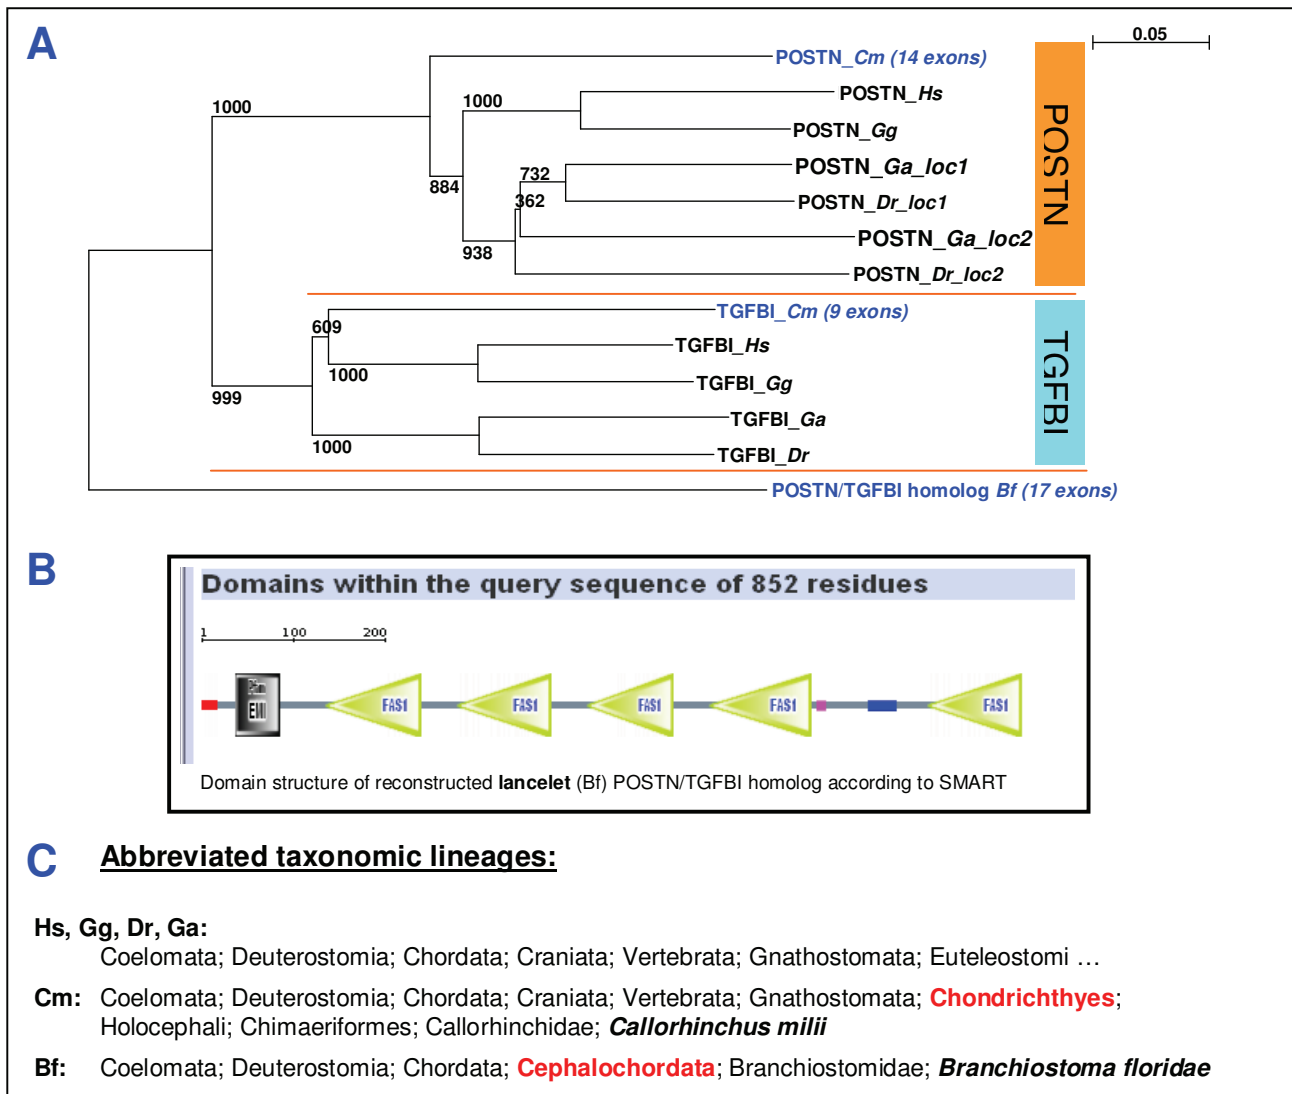 A
0.05
POSTN_Cm (14 exons)
1000
1000
POSTN_Hs
POSTN_Gg
POSTN_Ga_loc1
732
884
362
POSTN_Dr_loc1
POSTN_Ga_loc2
938
POSTN_Dr_loc2
POSTN
TGFBI_Cm (9 exons)
609
TGFBI_Hs
1000
TGFBI_Gg
999
TGFBI_Ga
1000
TGFBI_Dr
TGFBI
POSTN/TGFBI homolog Bf (17 exons)
B
Domains within the query sequence of 852 residues
1 100 200
Pfam
EMI
FAS1 FAS1 FAS1 FAS1 FAS1
Domain structure of reconstructed lancelet (Bf) POSTN/TGFBI homolog according to SMART
C Abbreviated taxonomic lineages:
Hs, Gg, Dr, Ga:
Coelomata; Deuterostomia; Chordata; Craniata; Vertebrata; Gnathostomata; Euteleostomi …
Cm: Coelomata; Deuterostomia; Chordata; Craniata; Vertebrata; Gnathostomata; Chondrichthyes;
Holocephali; Chimaeriformes; Callorhinchidae; Callorhinchus milii
Bf: Coelomata; Deuterostomia; Chordata; Cephalochordata; Branchiostomidae; Branchiostoma floridae